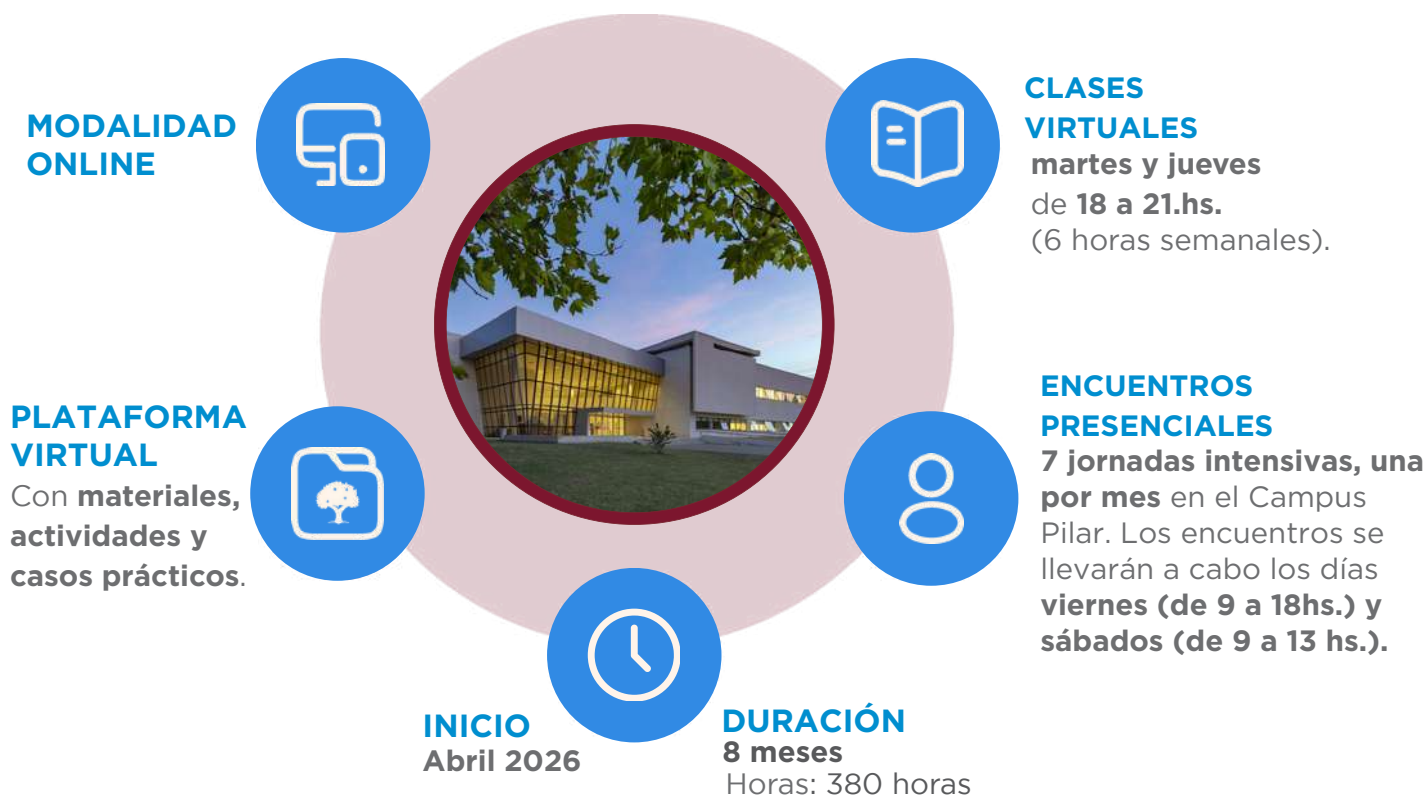 MODALIDAD
ONLINE
CLASES
VIRTUALES
martes y jueves
de 18 a 21.hs.
(6 horas semanales).
PLATAFORMA
VIRTUAL
Con materiales,
actividades y
casos prácticos.
ENCUENTROS
PRESENCIALES
7 jornadas intensivas, una
por mes en el Campus
Pilar. Los encuentros se
llevarán a cabo los días
viernes (de 9 a 18hs.) y
sábados (de 9 a 13 hs.).
INICIO
Abril 2026
DURACIÓN
8 meses
Horas: 380 horas